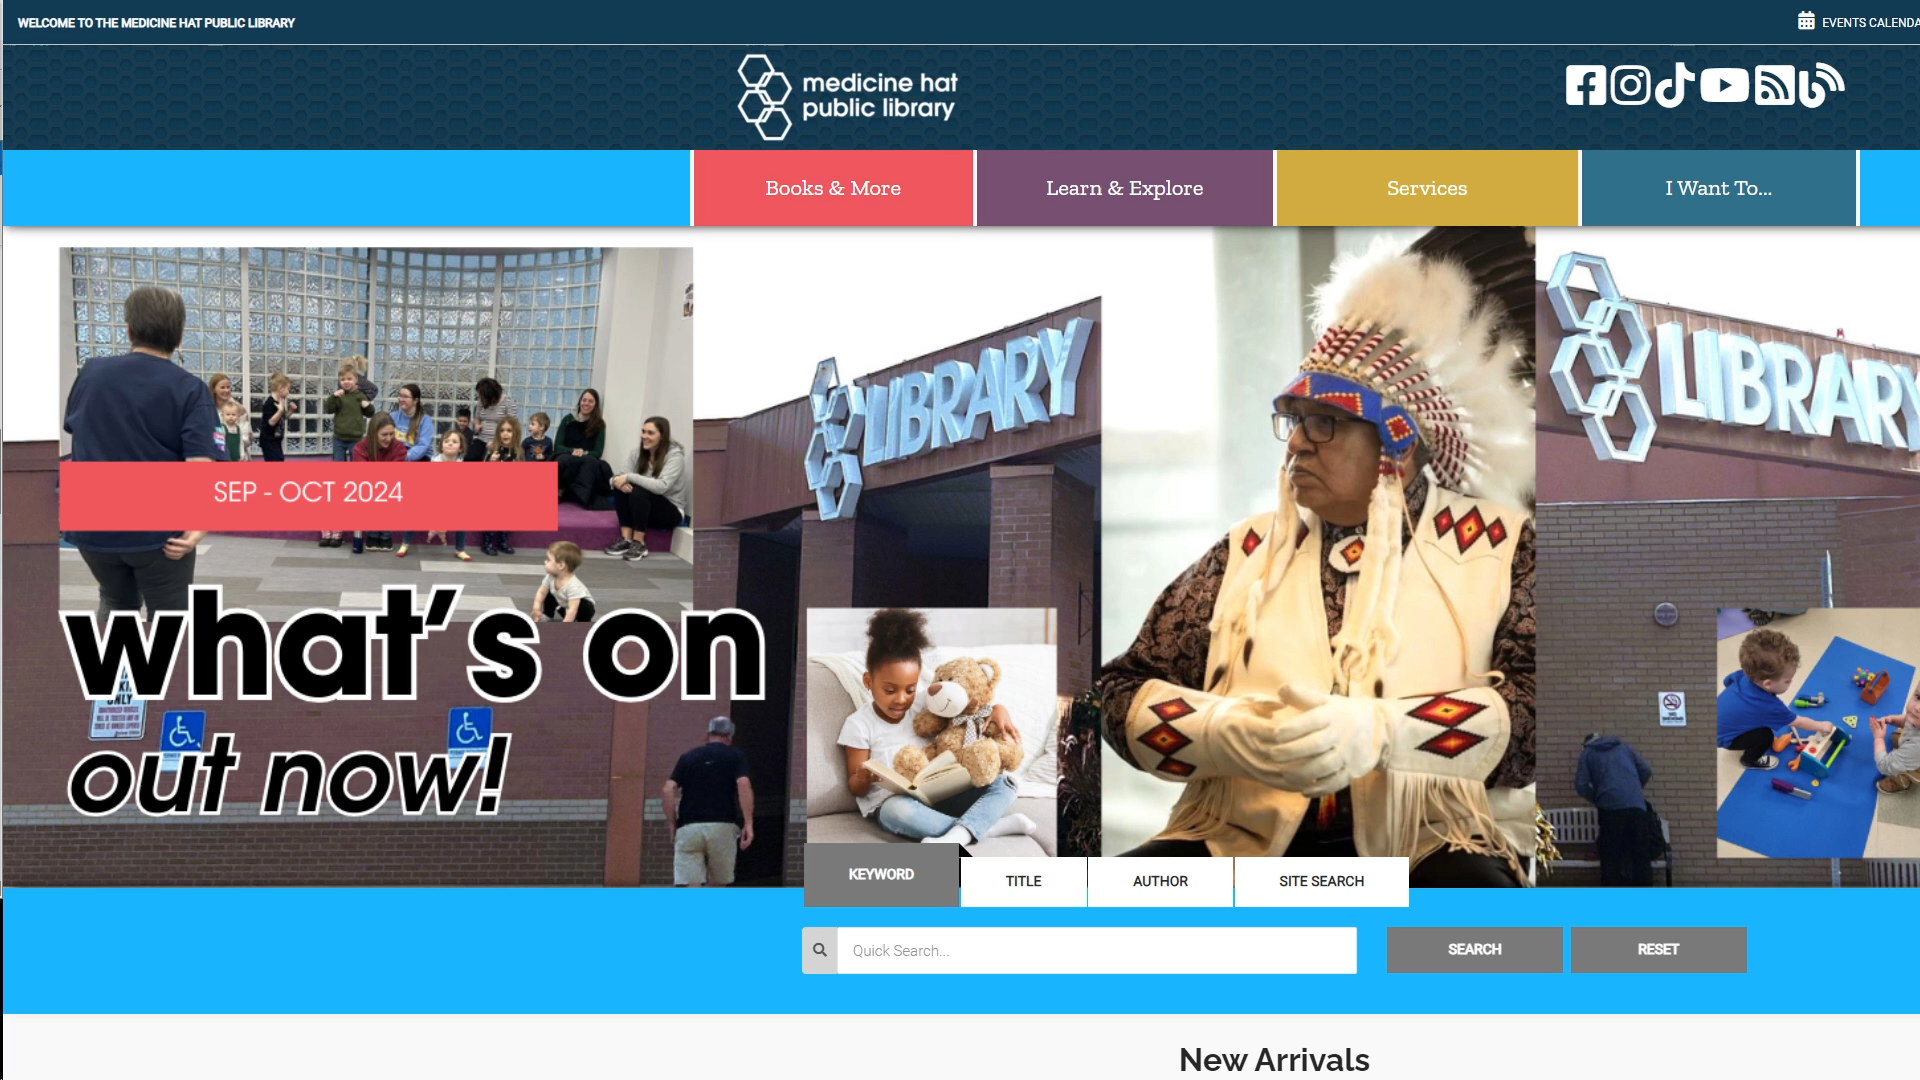 WELCOME TO THE MEDICINE HAT PUBLIC LIBRARY
EVENTS CALENDA
medicine hat
public library
Books & More
Learn & Explore
Services
I Want To...
LIBRARY
LIBRARY
SEP - OCT 2024
what's on
ONLY
out now!
KEYWORD
TITLE
AUTHOR
SITE SEARCH
Quick Search...
SEARCH
RESET
New Arrivals